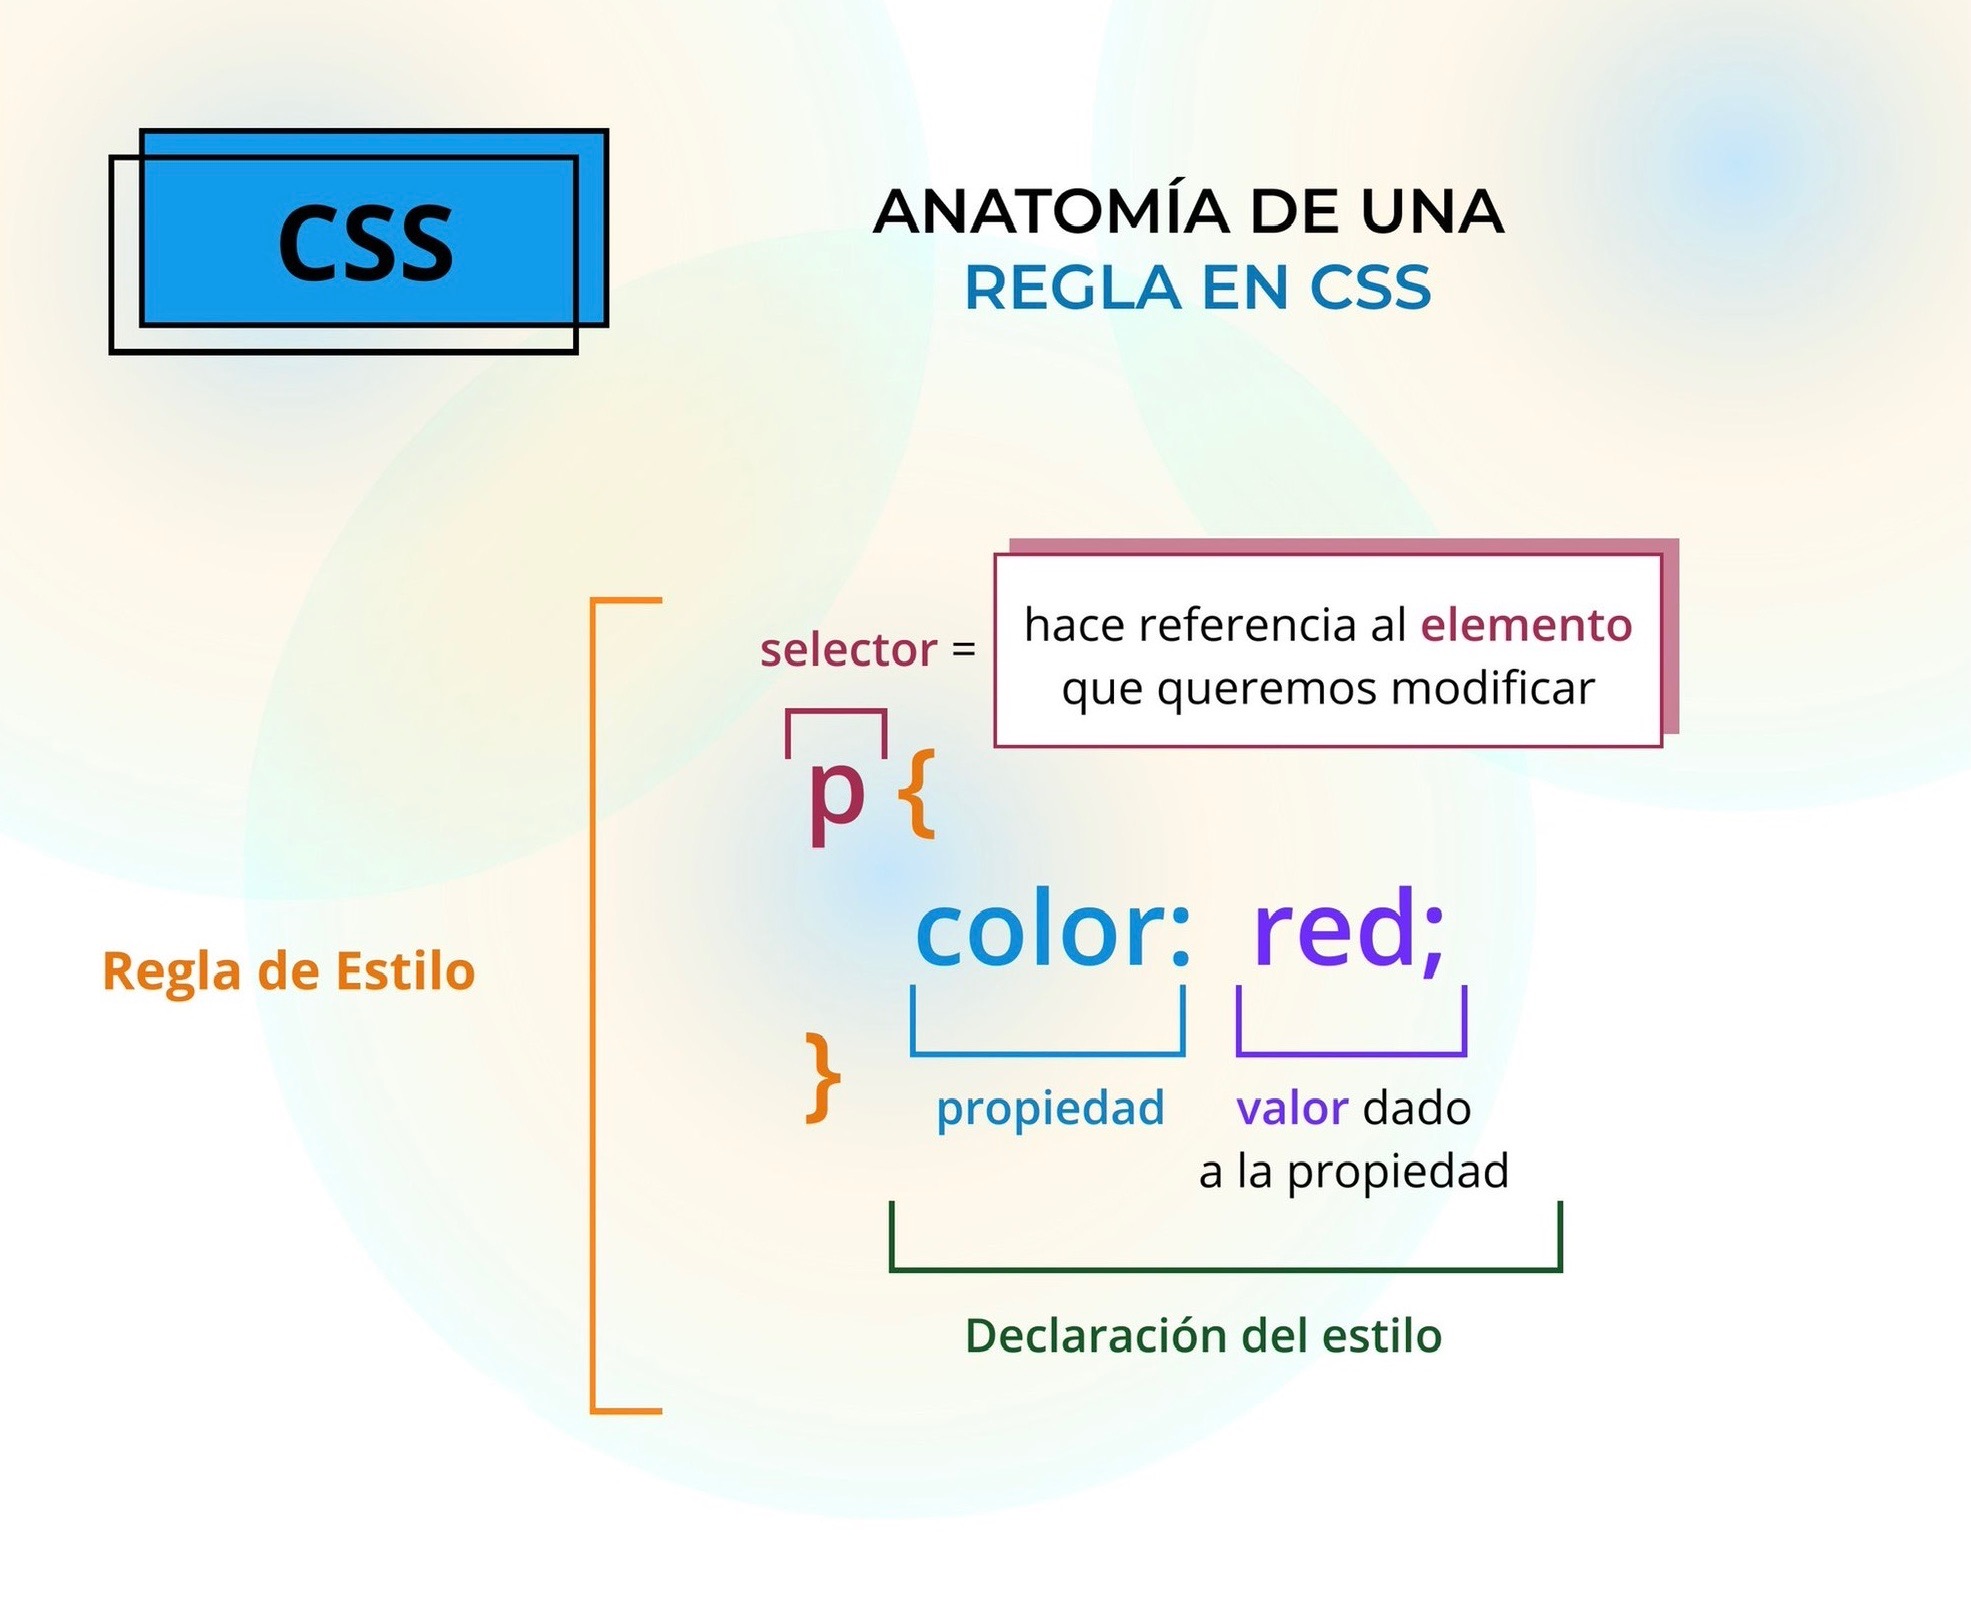 CSS
ANATOMÍA DE UNA
REGLA EN CSS
selector =
hace referencia al elemento
que queremos modificar
p {
color: red;
Regla de Estilo
}
propiedad
valor dado
a la propiedad
Declaración del estilo